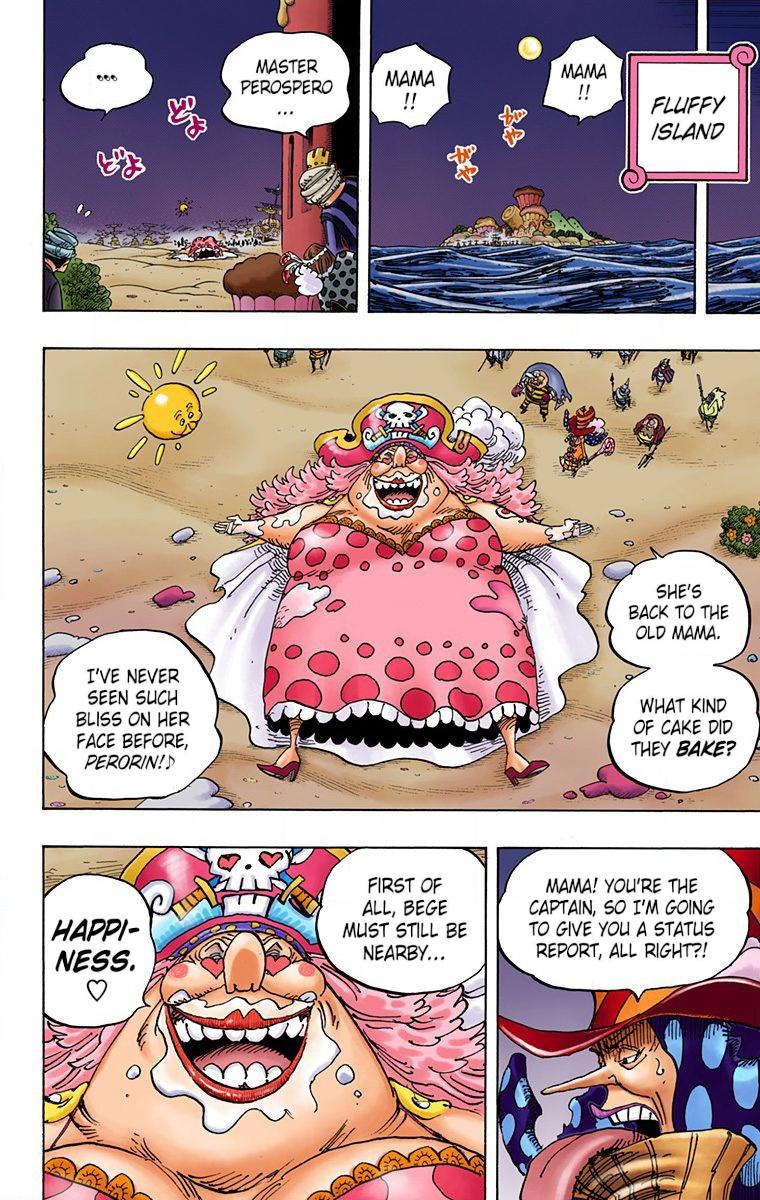 FLUFFY
ISLAND
MAMA
!!
MAMA
!!
がや
がや
MASTER
PEROSPERO
...
どよ
どよ
...
SHE'S
BACK TO THE
OLD MAMA.
WHAT KIND
OF CAKE DID
THEY BAKE?
I'VE NEVER
SEEN SUCH
BLISS ON HER
FACE BEFORE,
PERORIN!♪
MAMA! YOU'RE THE
CAPTAIN, SO I'M GOING
TO GIVE YOU A STATUS
REPORT, ALL RIGHT?!
FIRST OF
ALL, BEGE
MUST STILL BE
NEARBY...
HAPPI-
NESS.
♡